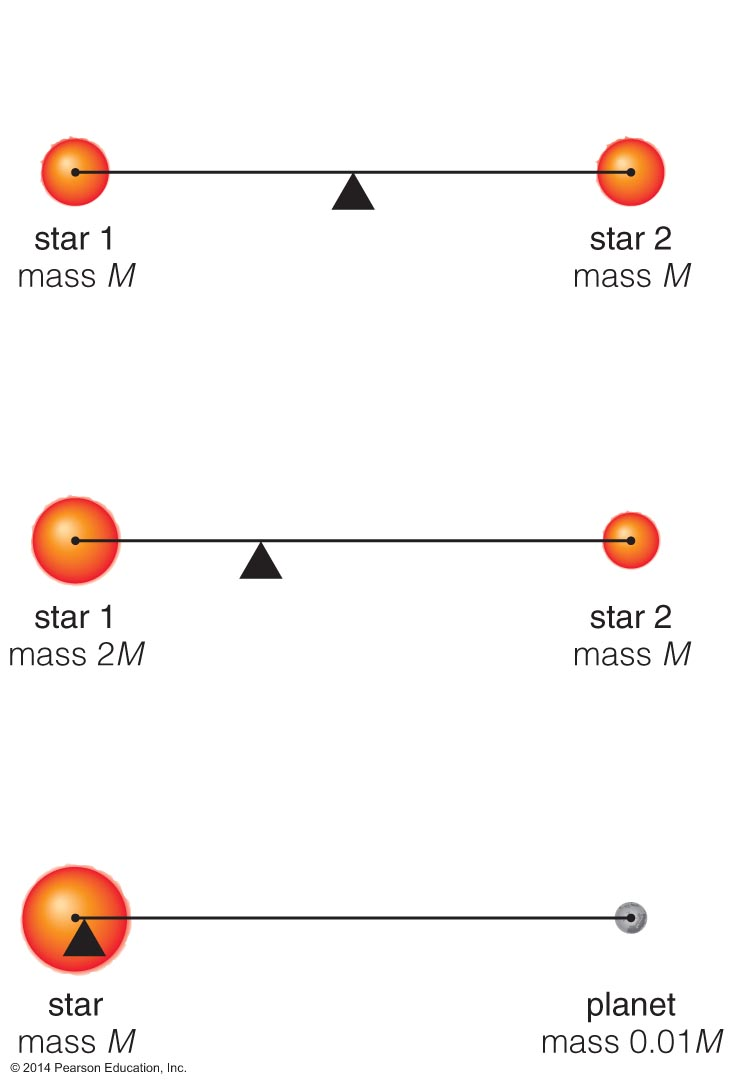 star 1
mass M
star 2
mass M
star 1
mass 2M
star 2
mass M
star
mass M
planet
mass 0.01M
© 2014 Pearson Education, Inc.